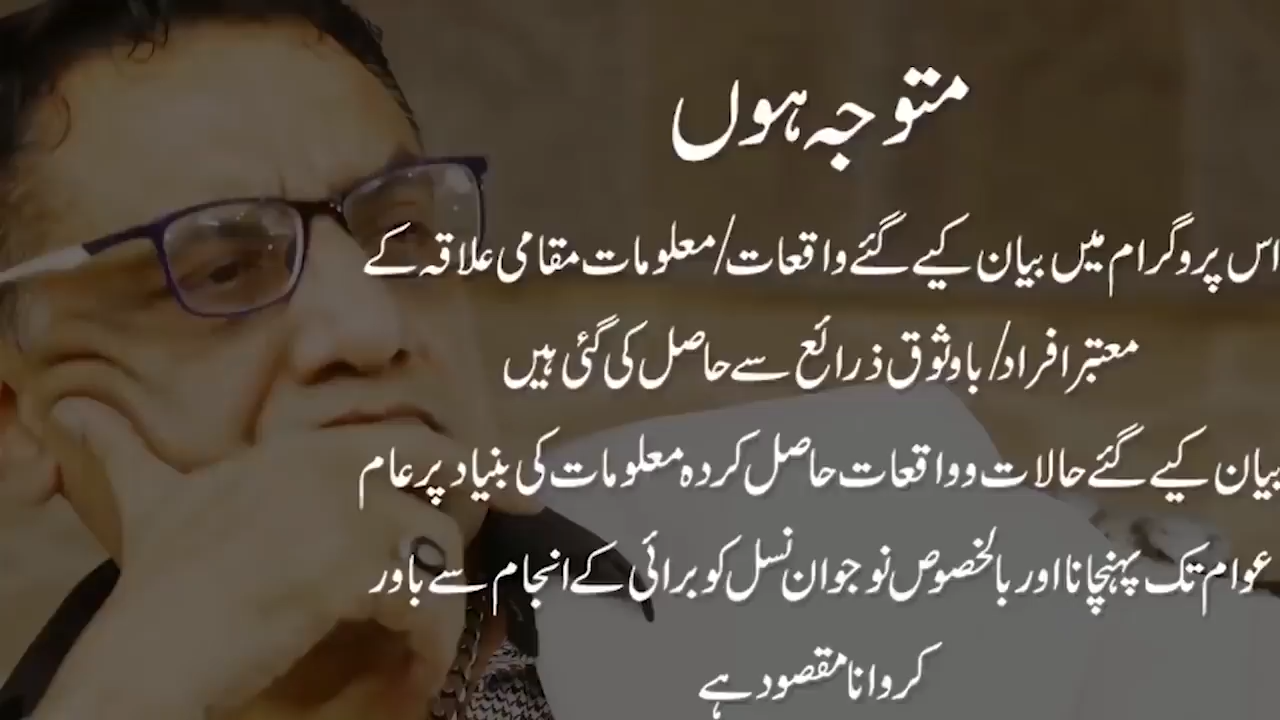 متوجہ ہوں
اس پروگرام میں بیان کیے گئے واقعات/معلومات مقامی علاقہ کے
معتبر افراد/باوثوق ذرائع سے حاصل کی گئی ہیں
بیان کیے گئے حالات و واقعات حاصل کردہ معلومات کی بنیاد پر عام
عوام تک پہنچانا اور بالخصوص نوجوان نسل کو برائی کے انجام سے باور
کروانا مقصود ہے